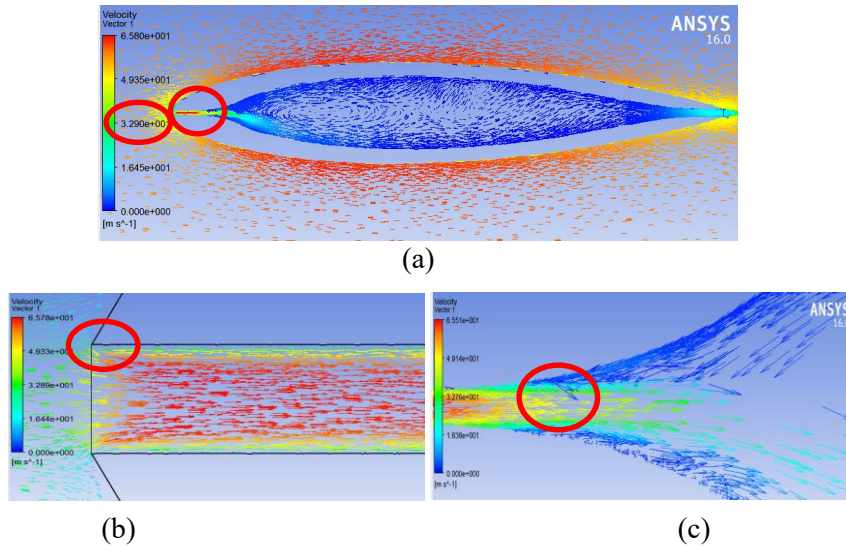 Velocity
Vector 1
6.580e+001
4.935e+001
3.290e+001
1.645e+001
0.000e+000
[m s^-1]
ANSYS
16.0
(a)
Velocity
Vector 1
6.578e+001
4.933e+001
3.289e+001
1.644e+001
0.000e+000
[m s^-1]
(b)
Velocity
Vector 1
6.551e+001
4.914e+001
3.276e+001
1.638e+001
0.000e+000
[m s^-1]
ANSYS
(c)